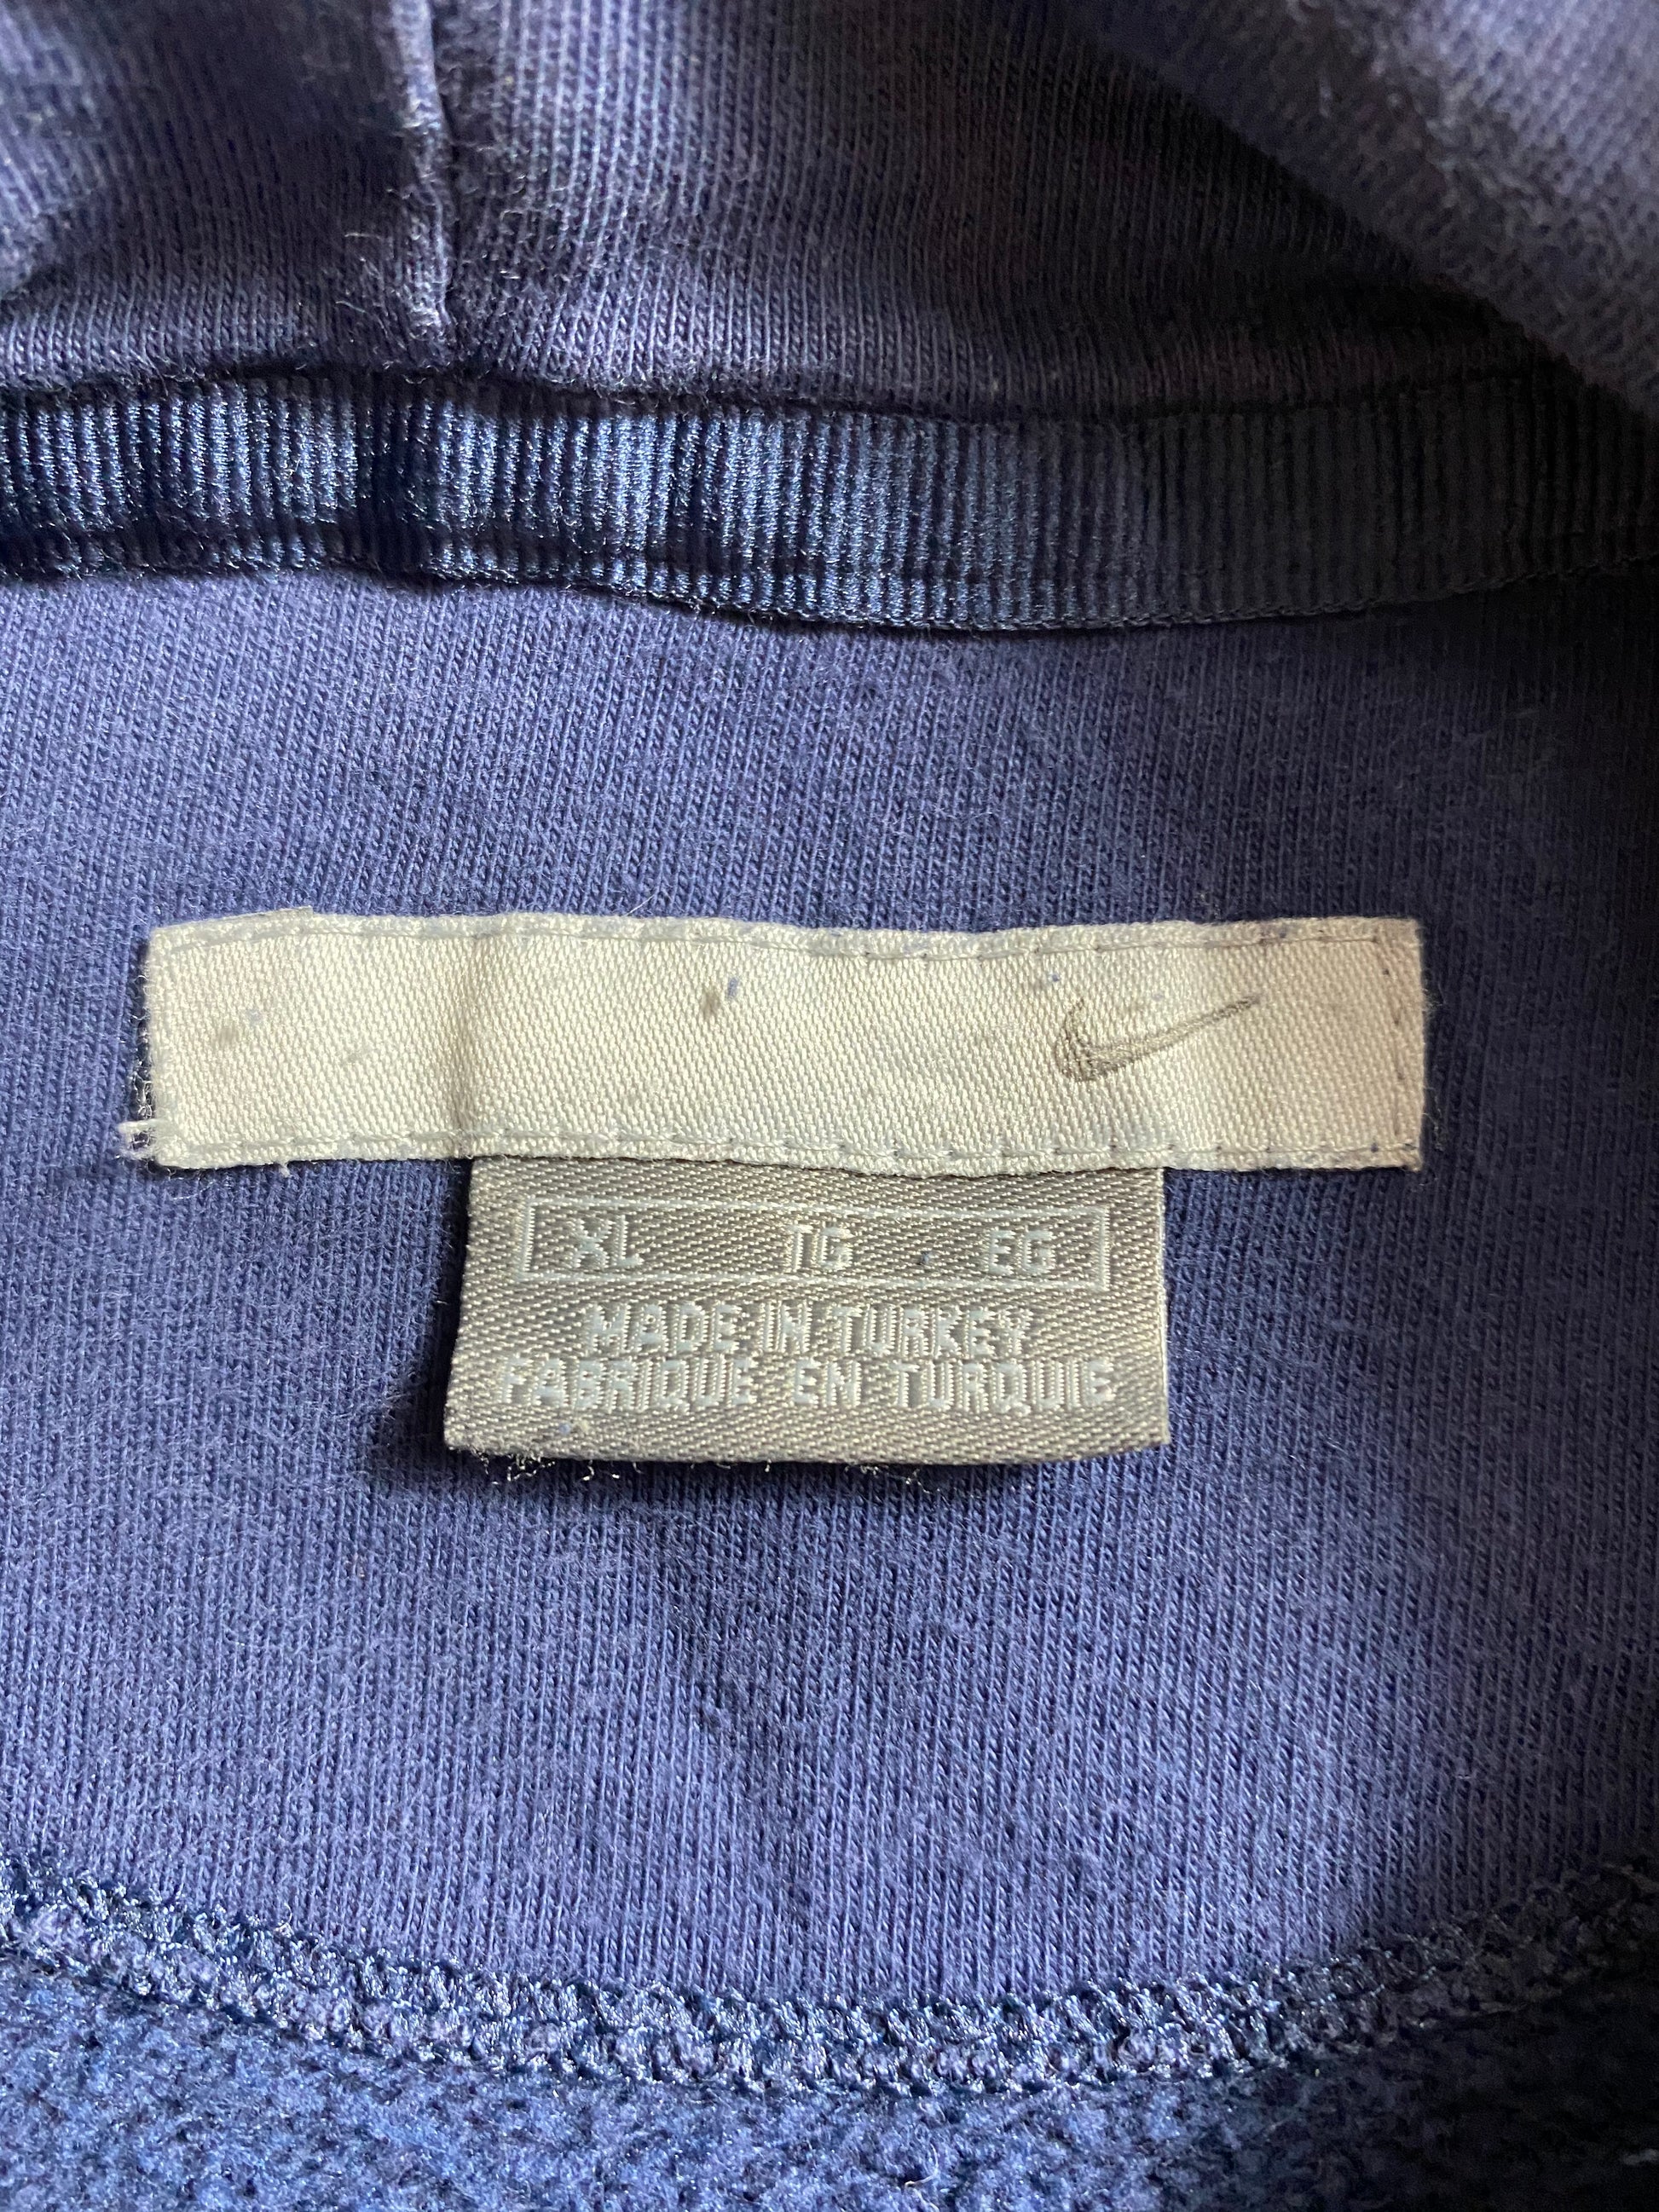 XL TG EG
MADE IN TURKEY
FABRIQUE EN TURQUIE